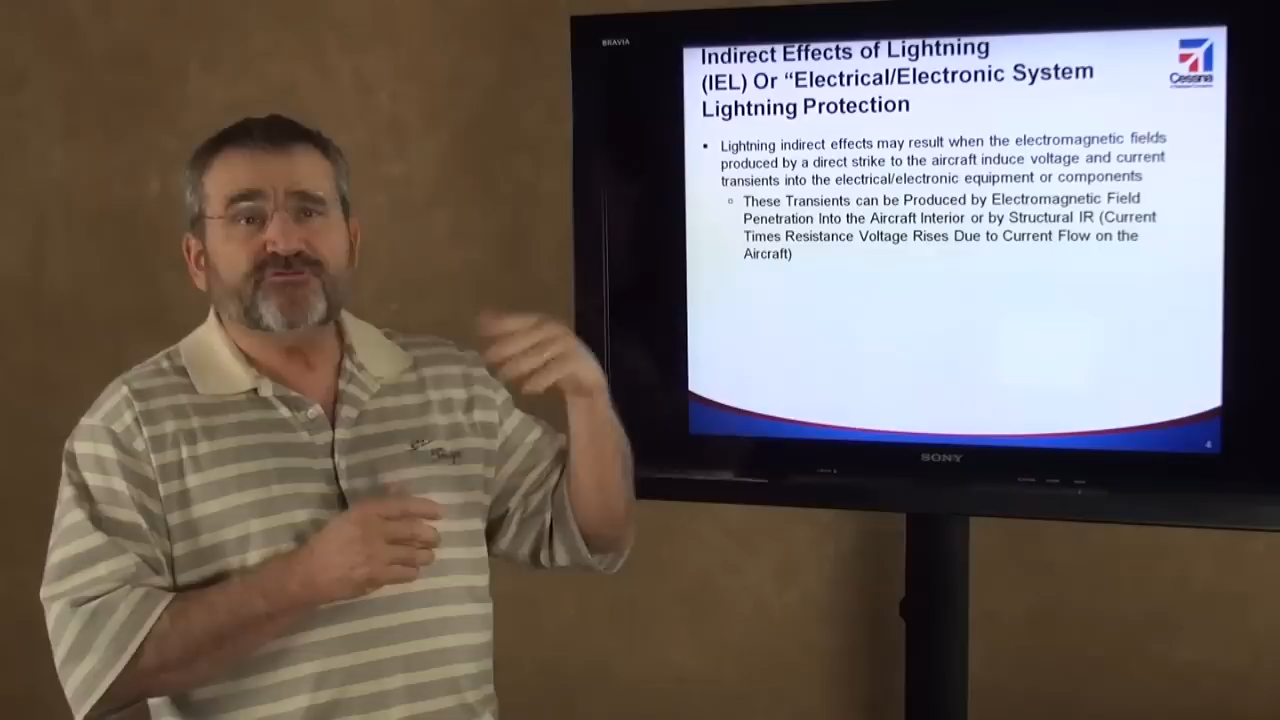 BRAVIA
Indirect Effects of Lightning
(IEL) Or “Electrical/Electronic System
Lightning Protection
Cessna
▪ Lightning indirect effects may result when the electromagnetic fields
produced by a direct strike to the aircraft induce voltage and current
transients into the electrical/electronic equipment or components
▫ These Transients can be Produced by Electromagnetic Field
Penetration Into the Aircraft Interior or by Structural IR (Current
Times Resistance Voltage Rises Due to Current Flow on the
Aircraft)
4
SONY